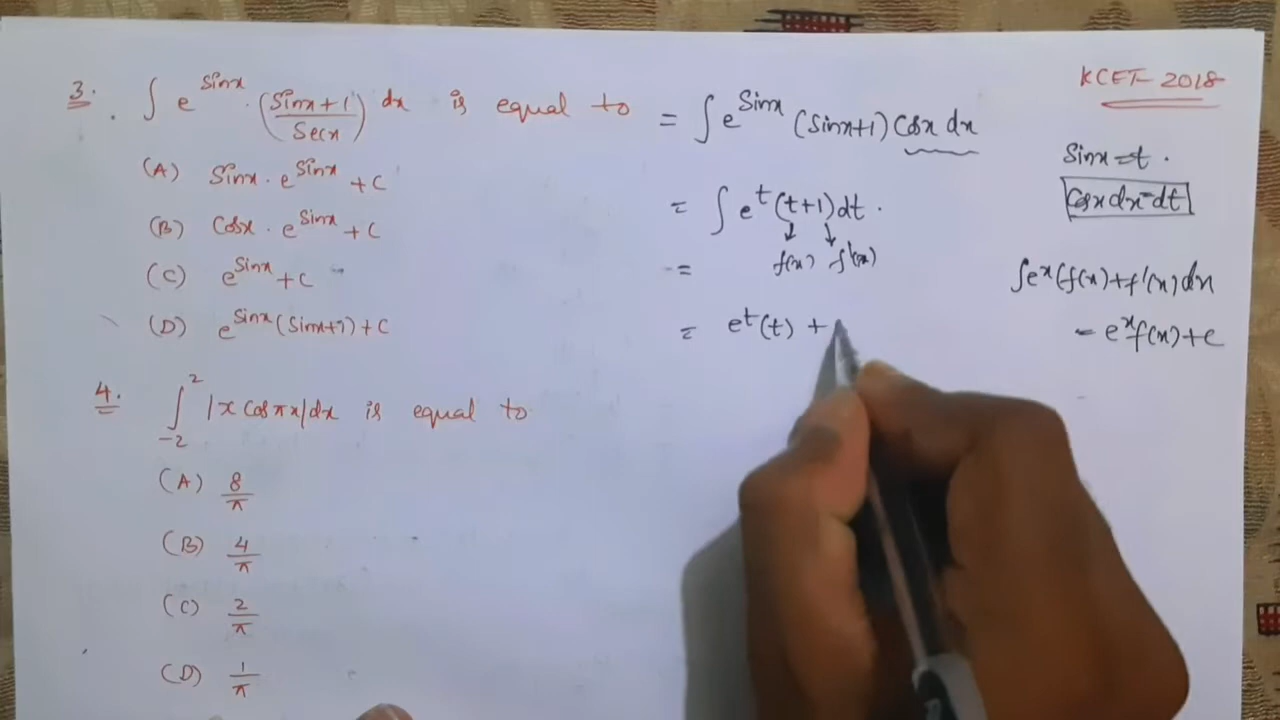 KCET- 2018
3. ∫ e^sinx · (Sinx+1 / Secx) dx is equal to
(A) Sinx · e^Sinx + C
(B) Cosx · e^Sinx + C
(C) e^Sinx + C
(D) e^Sinx (Sinx+1) + C
= ∫ e^Sinx (Sinx+1) Cosx dx
= ∫ e^t (t+1) dt .
f(x) f'(x)
=
= e^t (t) +
Sinx = t .
Cosx dx = dt
∫ e^x (f(x) + f'(x) dx
= e^x f(x) + c
4. ∫_-2^2 |x Cos πx| dx is equal to
(A) 8/π
(B) 4/π
(C) 2/π
(D) 1/π